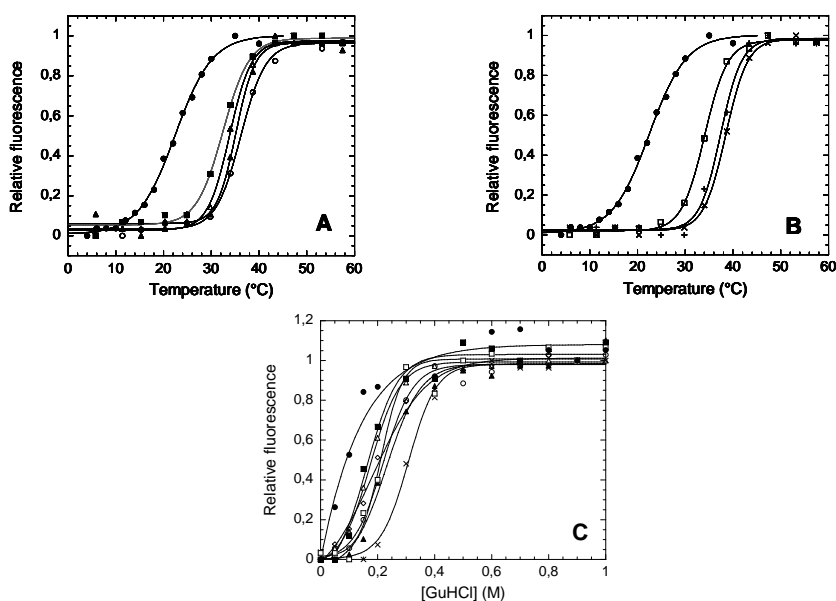 Relative fluorescence
1
0,8
0,6
0,4
0,2
0
0 10 20 30 40 50 60
Temperature (°C)
A
Relative fluorescence
1
0,8
0,6
0,4
0,2
0
0 10 20 30 40 50 60
Temperature (°C)
B
Relative fluorescence
1,2
1
0,8
0,6
0,4
0,2
0
0 0,2 0,4 0,6 0,8 1
[GuHCl] (M)
C